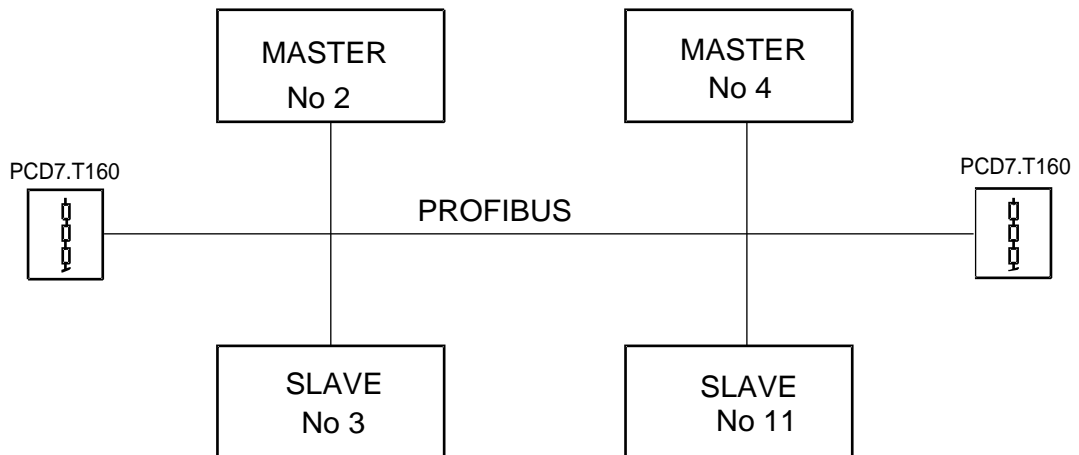 MASTER
No 2
MASTER
No 4
PCD7.T160
PCD7.T160
PROFIBUS
SLAVE
No 3
SLAVE
No 11